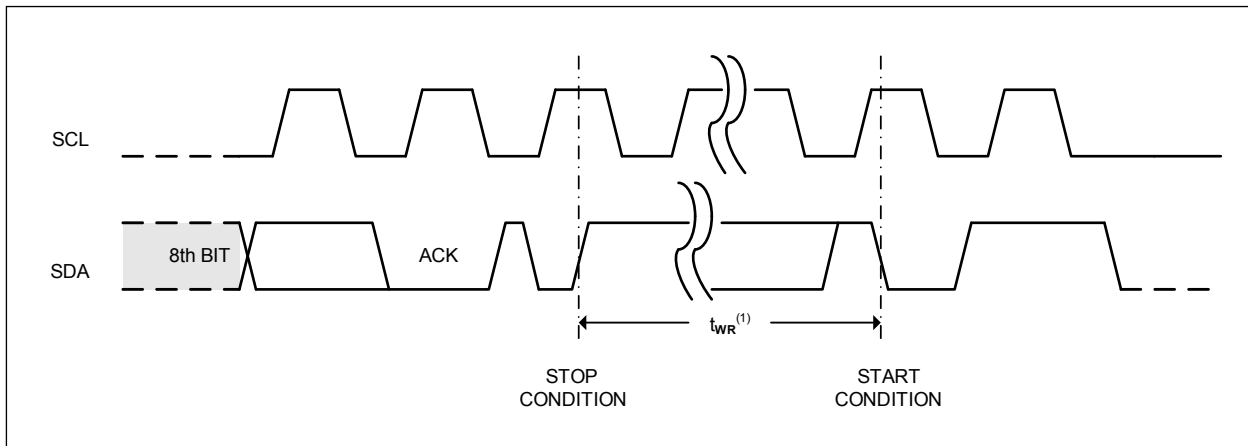 SCL
SDA
8th BIT
ACK
tWR(1)
STOP
CONDITION
START
CONDITION